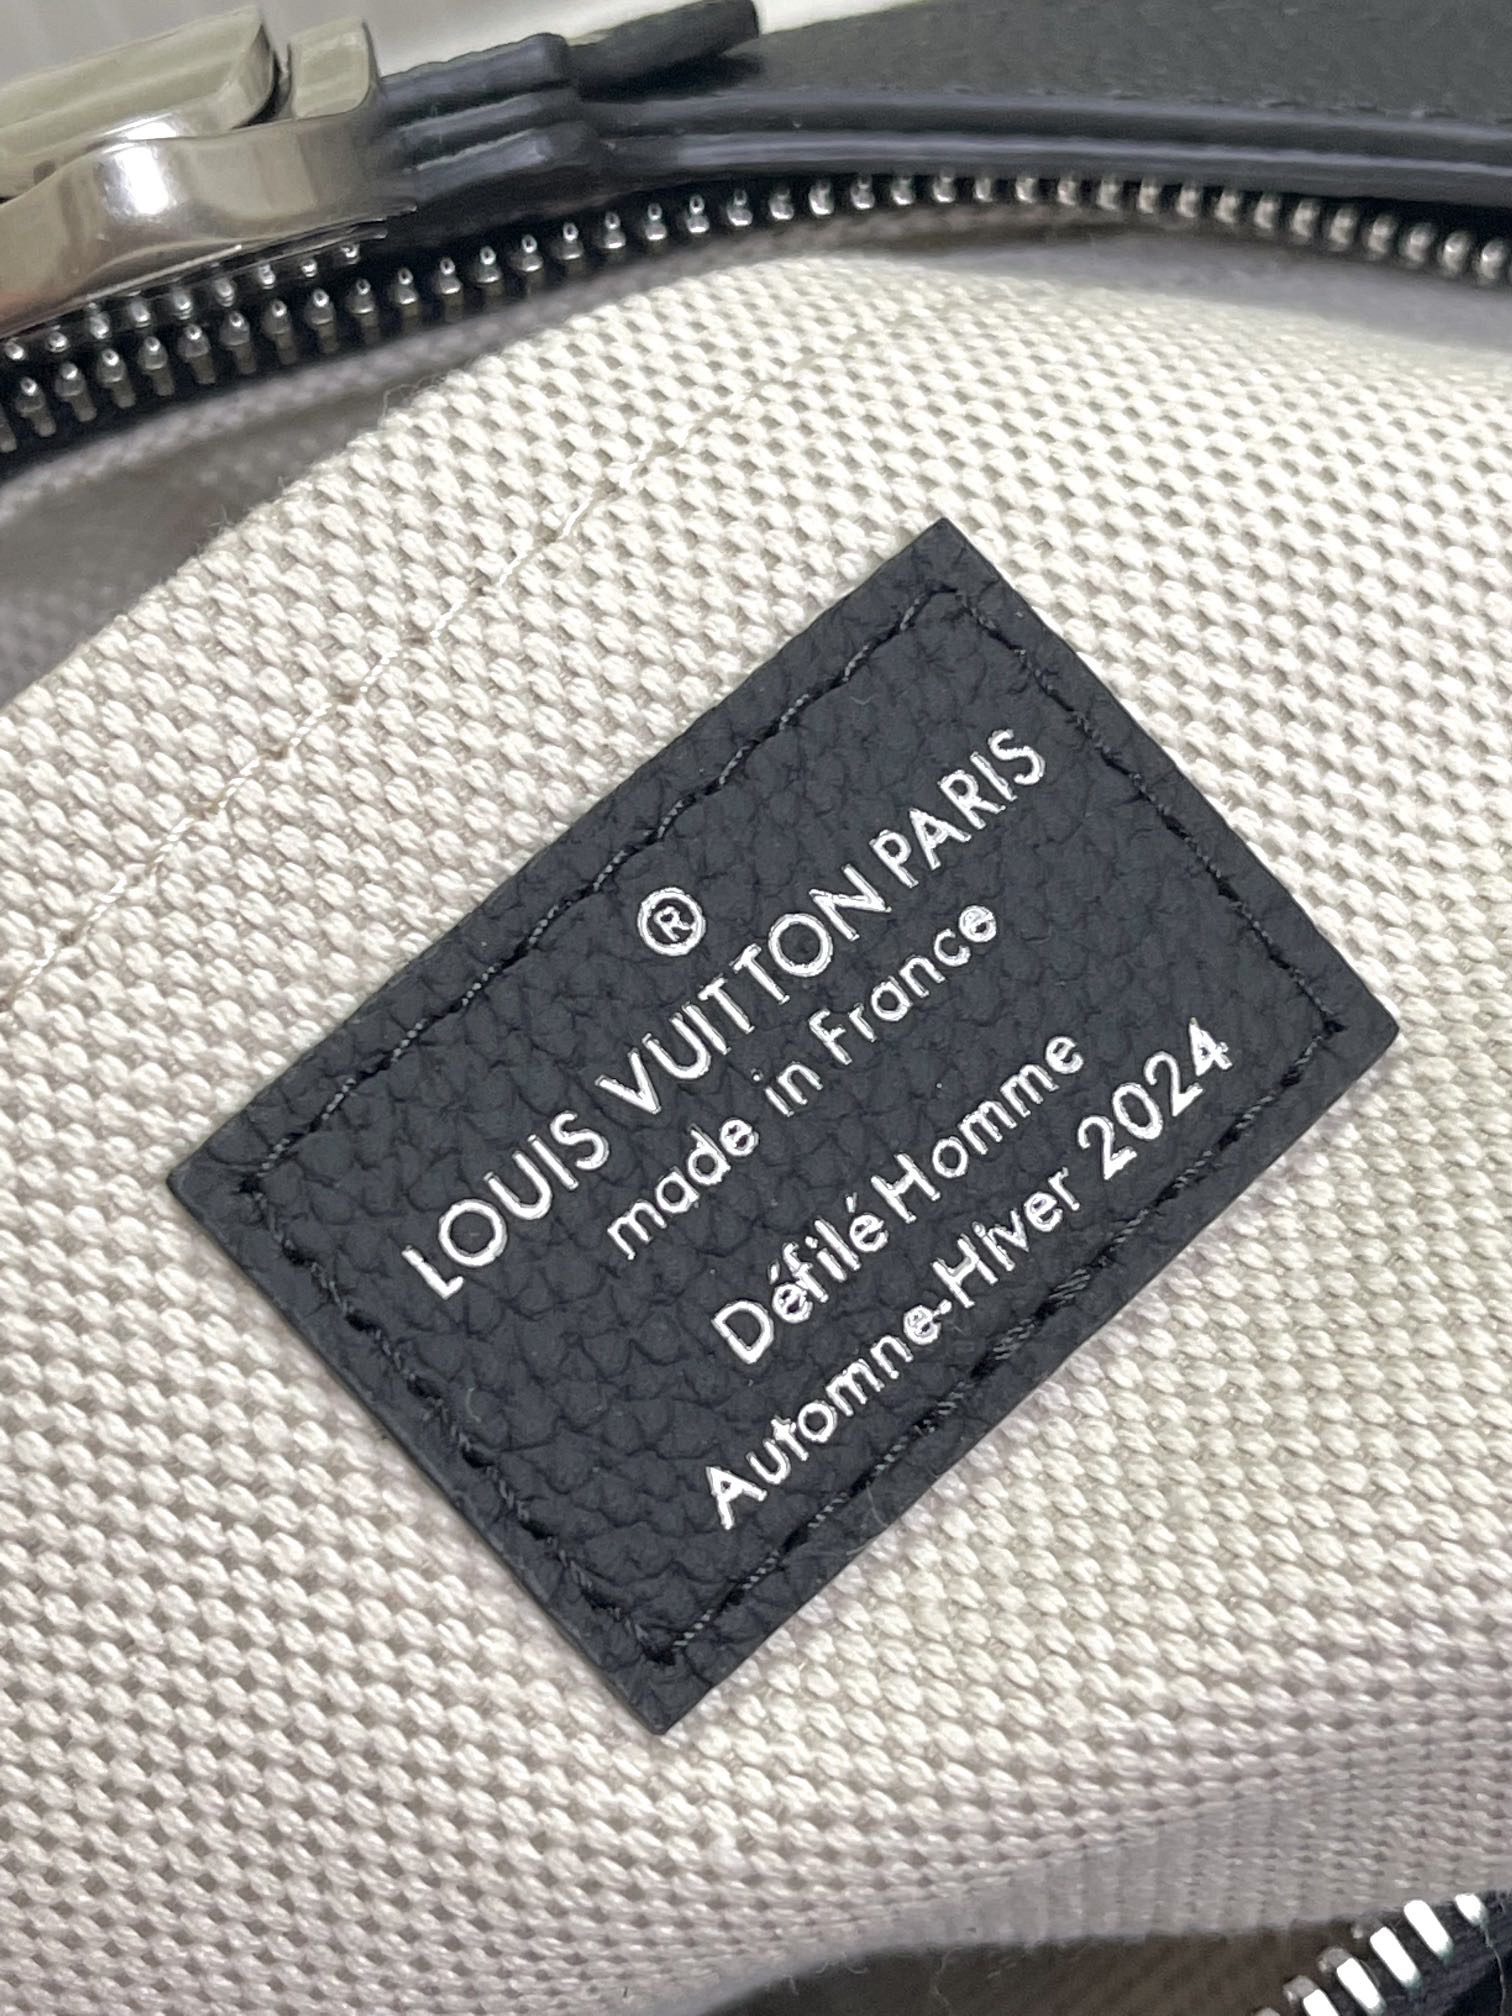 ®
LOUIS VUITTON PARIS
made in France
Défilé Homme
Automne-Hiver 2024